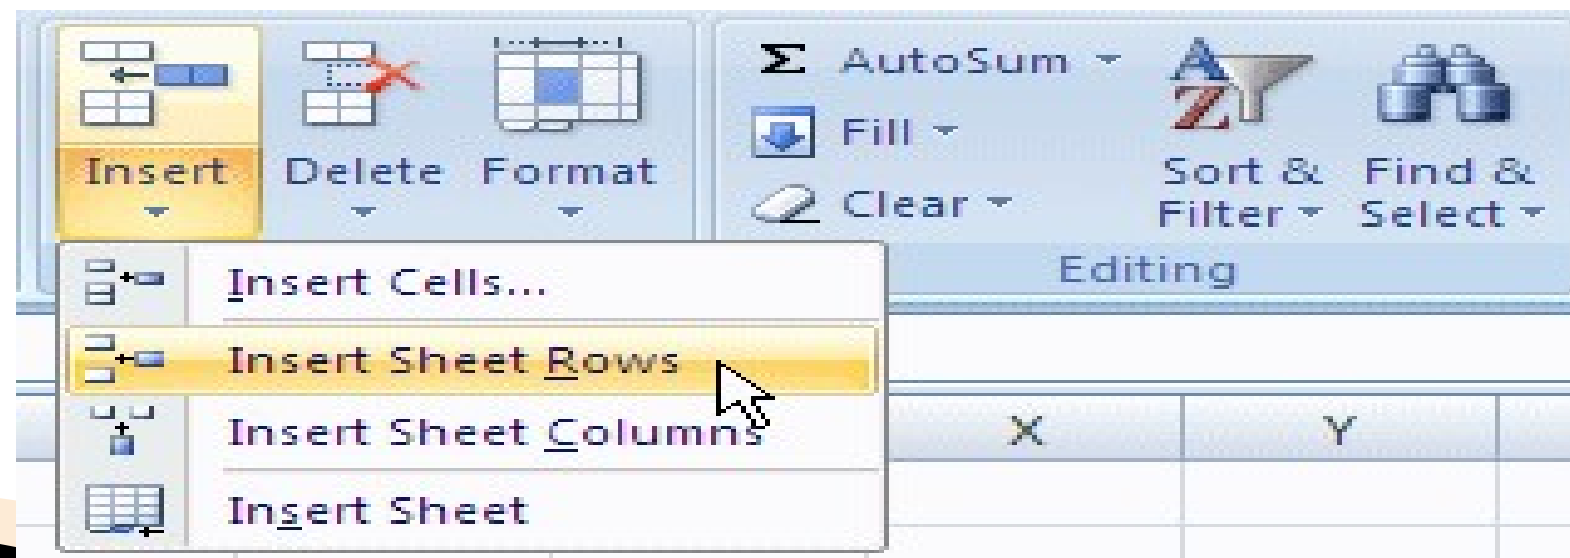 Insert
Delete
Format
Σ AutoSum
Fill
Clear
Sort &
Filter
Find &
Select
Editing
Insert Cells...
Insert Sheet Rows
Insert Sheet Columns
Insert Sheet
X
Y